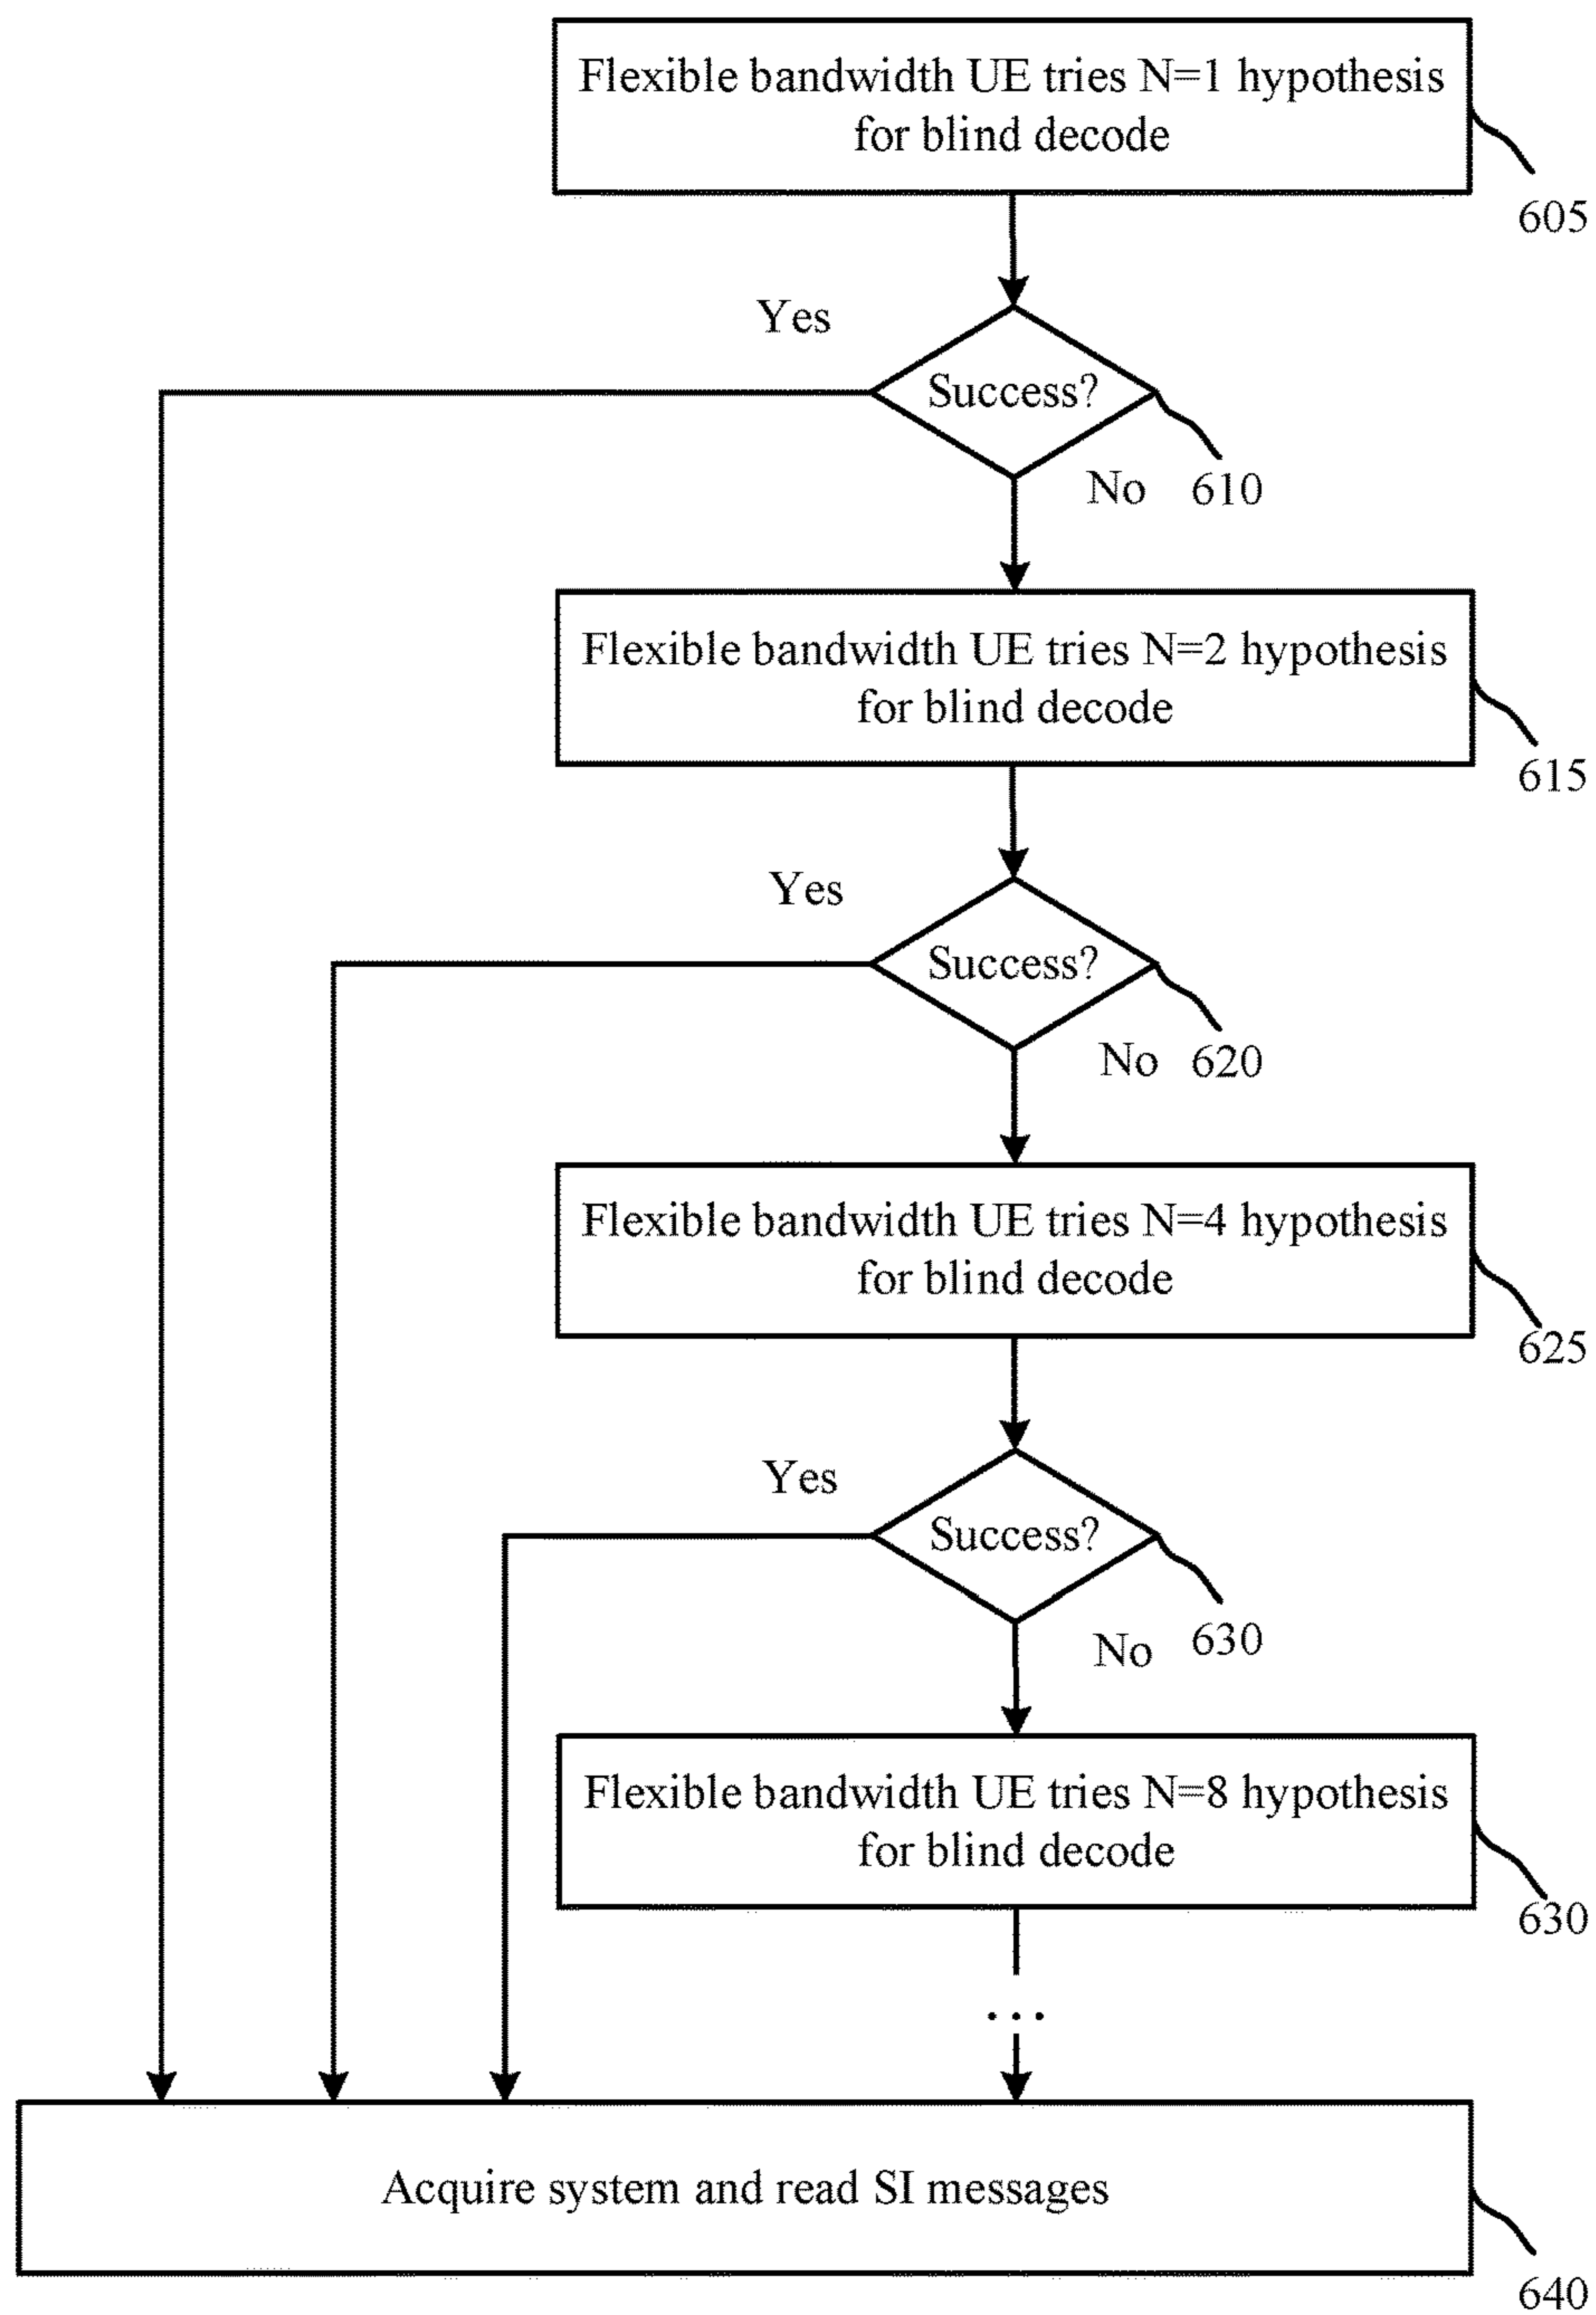 Flexible bandwidth UE tries N=1 hypothesis
for blind decode
605
Yes
Success?
No
610
Flexible bandwidth UE tries N=2 hypothesis
for blind decode
615
Yes
Success?
No
620
Flexible bandwidth UE tries N=4 hypothesis
for blind decode
625
Yes
Success?
No
630
Flexible bandwidth UE tries N=8 hypothesis
for blind decode
630
...
Acquire system and read SI messages
640